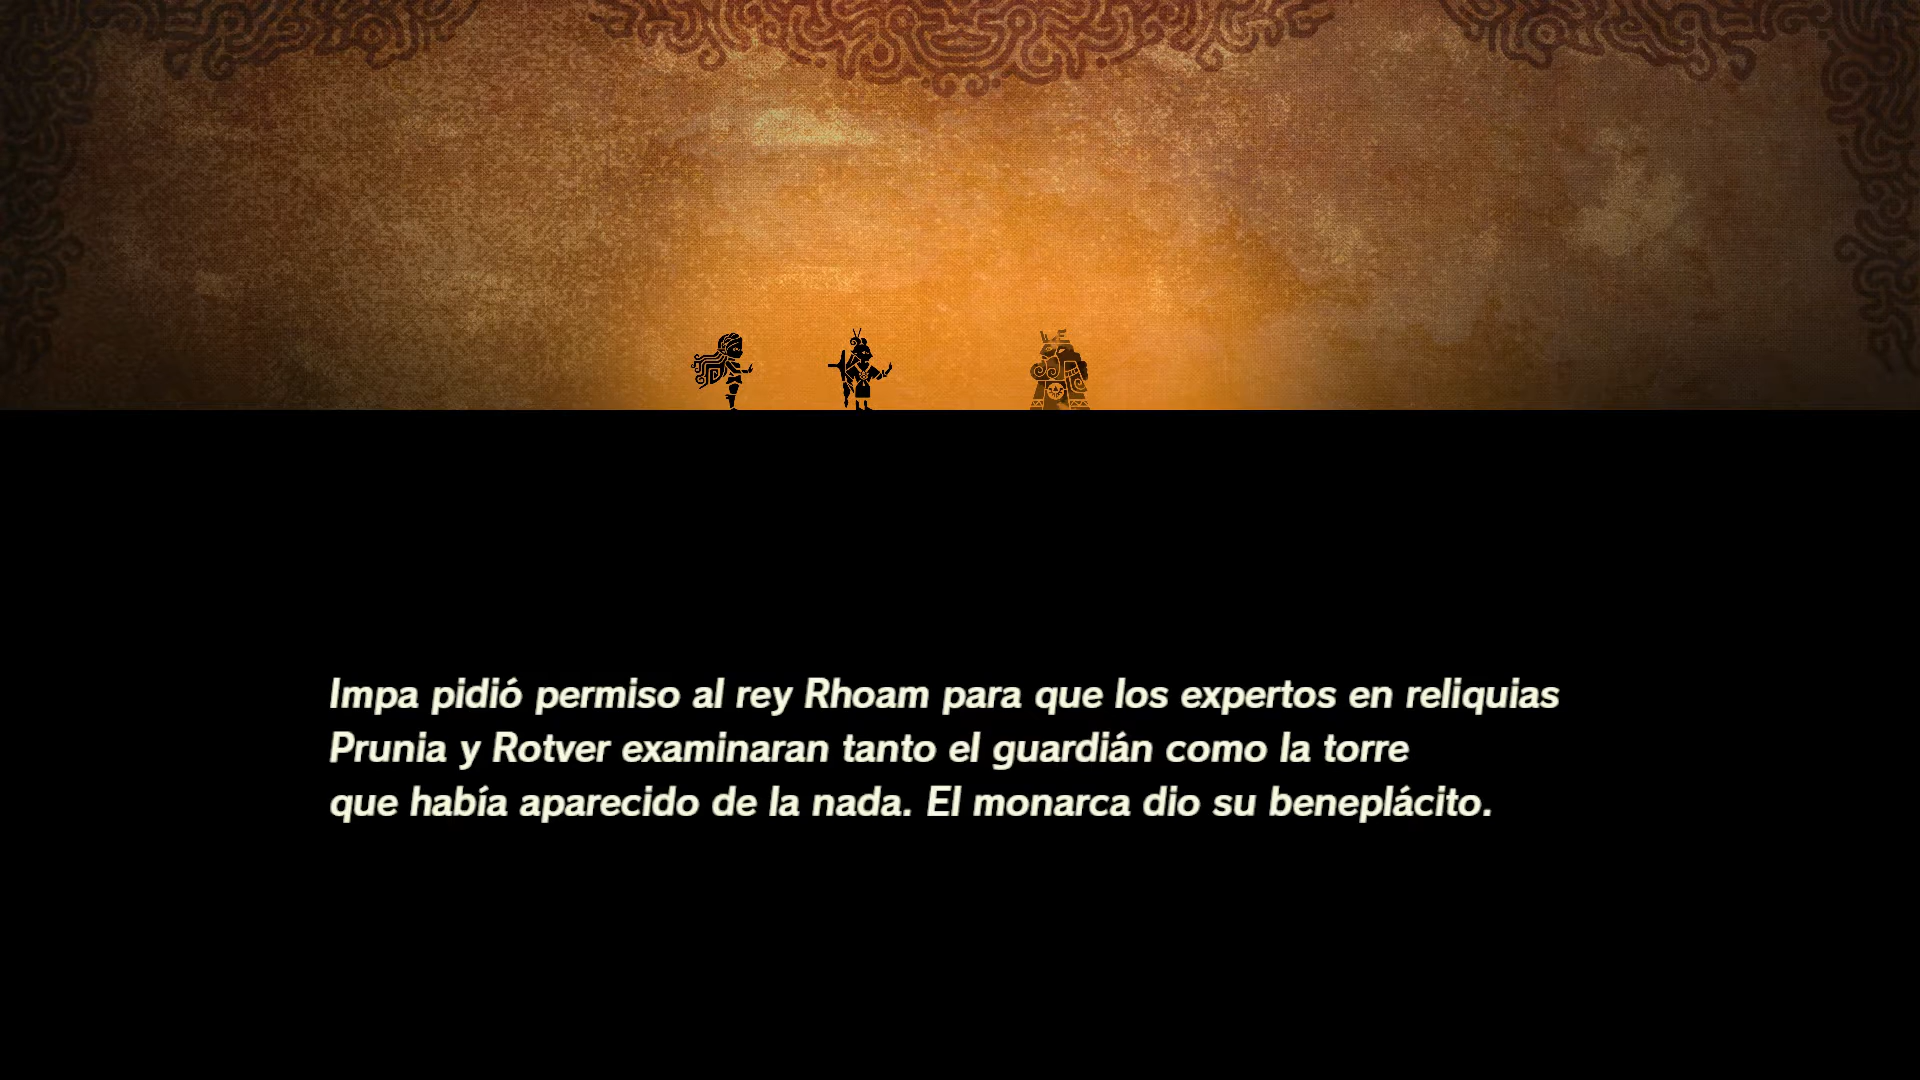 Impa pidió permiso al rey Rhoam para que los expertos en reliquias
Prunia y Rotver examinaran tanto el guardián como la torre
que había aparecido de la nada. El monarca dio su beneplácito.